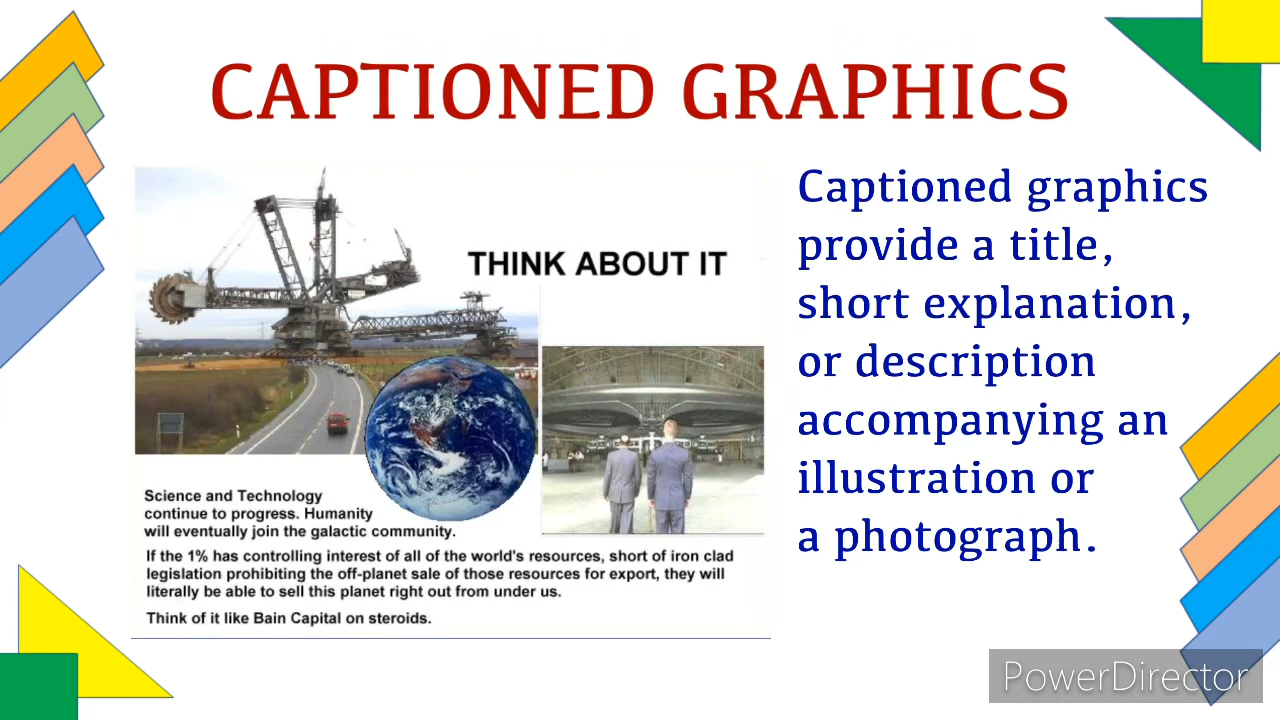 CAPTIONED GRAPHICS
THINK ABOUT IT
Science and Technology
continue to progress. Humanity
will eventually join the galactic community.
If the 1% has controlling interest of all of the world's resources, short of iron clad
legislation prohibiting the off-planet sale of those resources for export, they will
literally be able to sell this planet right out from under us.
Think of it like Bain Capital on steroids.
Captioned graphics
provide a title,
short explanation,
or description
accompanying an
illustration or
a photograph.
PowerDirector